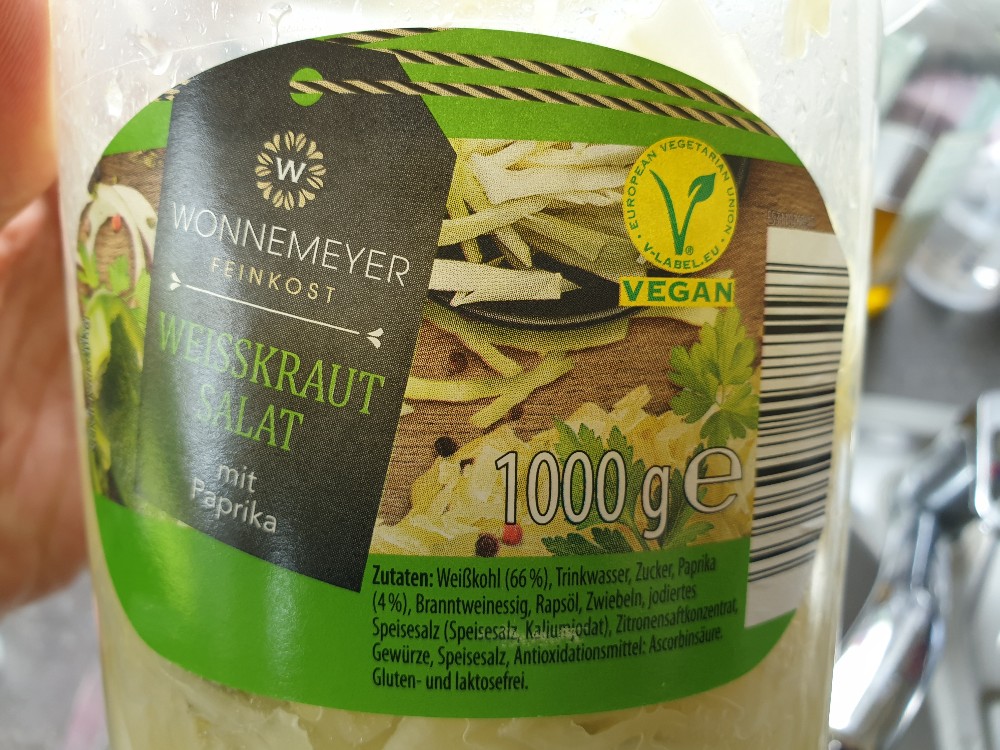 W
WONNEMEYER
FEINKOST
WEISSKRAUT
SALAT
mit
Paprika
EUROPEAN VEGETARIAN UNION
V-LABEL.EU
VEGAN
1000 g e
Zutaten: Weißkohl (66 %), Trinkwasser, Zucker, Paprika
(4 %), Branntweinessig, Rapsöl, Zwiebeln, jodiertes
Speisesalz (Speisesalz, Kaliumjodat), Zitronensaftkonzentrat,
Gewürze, Speisesalz, Antioxidationsmittel: Ascorbinsäure.
Gluten- und laktosefrei.